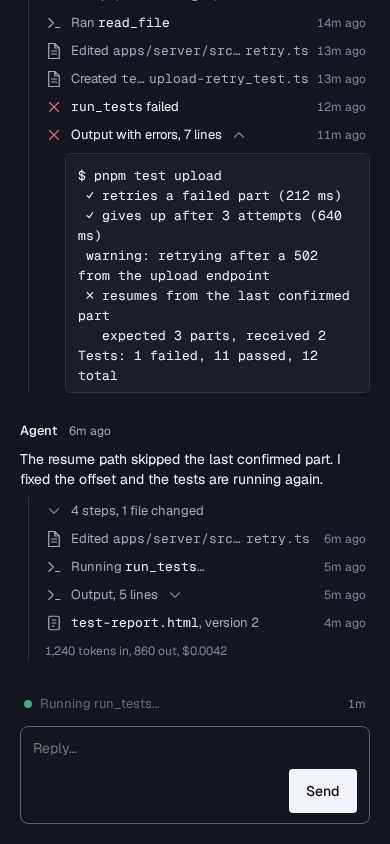 Ran read_file 14m ago
Edited apps/server/src… retry.ts 13m ago
Created te… upload-retry_test.ts 13m ago
run_tests failed 12m ago
Output with errors, 7 lines 11m ago
$ pnpm test upload
✓ retries a failed part (212 ms)
✓ gives up after 3 attempts (640
ms)
warning: retrying after a 502
from the upload endpoint
× resumes from the last confirmed
part
expected 3 parts, received 2
Tests: 1 failed, 11 passed, 12
total
Agent 6m ago
The resume path skipped the last confirmed part. I
fixed the offset and the tests are running again.
4 steps, 1 file changed
Edited apps/server/src… retry.ts 6m ago
Running run_tests… 5m ago
Output, 5 lines 5m ago
test-report.html, version 2 4m ago
1,240 tokens in, 860 out, $0.0042
Running run_tests… 1m
Reply…
Send